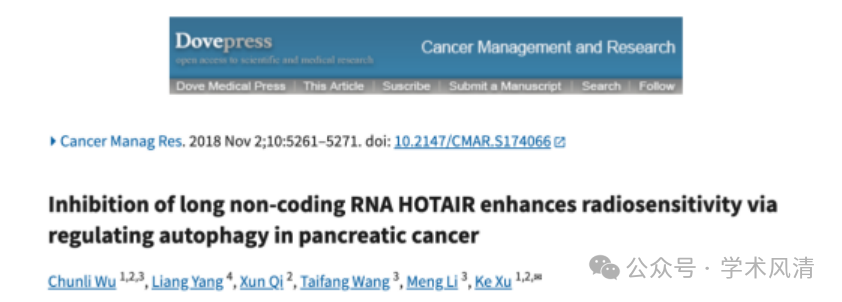 Dovepress
open access to scientific and medical research
Cancer Management and Research
Dove Medical Press | This Article | Suscribe | Submit a Manuscript | Search | Follow
Cancer Manag Res. 2018 Nov 2;10:5261–5271. doi: 10.2147/CMAR.S174066
Inhibition of long non-coding RNA HOTAIR enhances radiosensitivity via
regulating autophagy in pancreatic cancer
Chunli Wu 1,2,3, Liang Yang 4, Xun Qi 2, Taifang Wang 3, Meng Li 3, Ke Xu 1,2,✉
公众号 · 学术风清